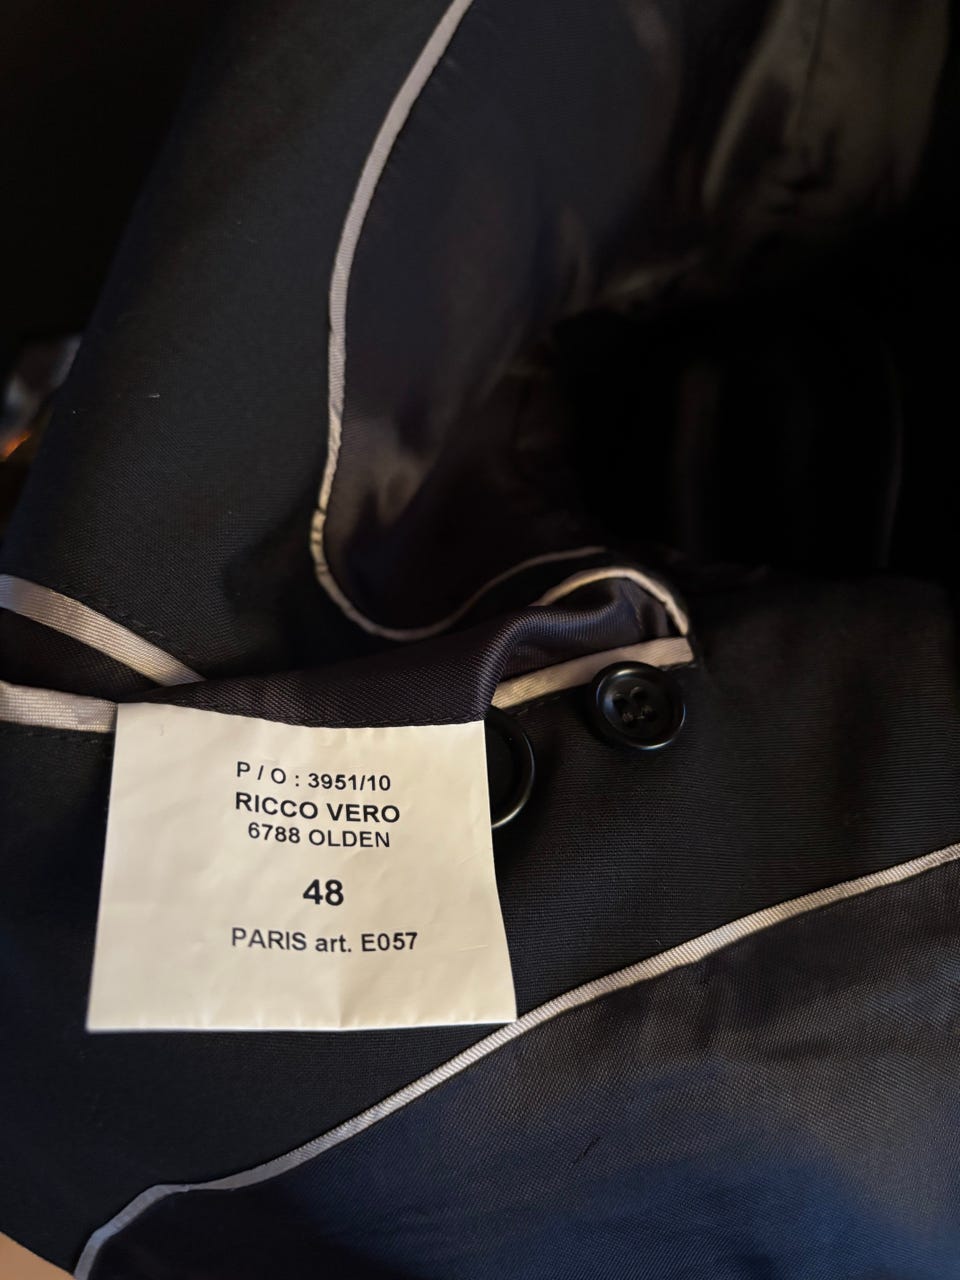 P / O : 3951/10
RICCO VERO
6788 OLDEN
48
PARIS art. E057